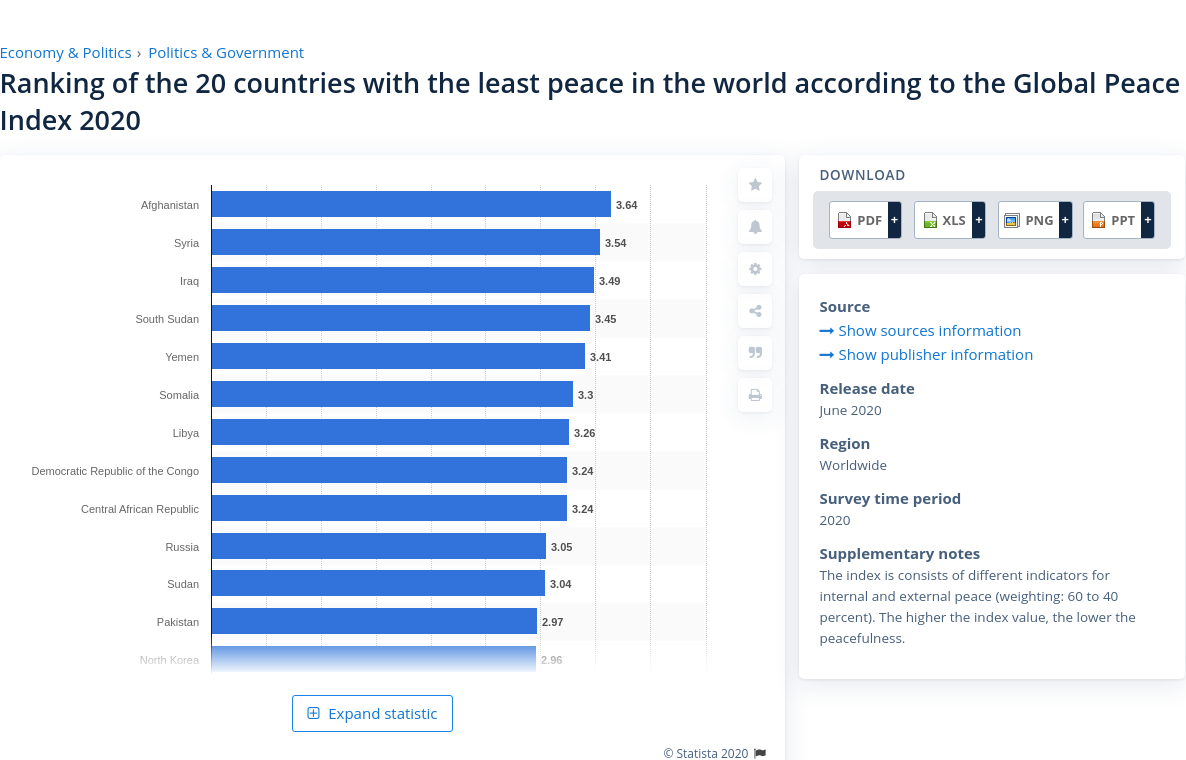 Economy & Politics › Politics & Government
Ranking of the 20 countries with the least peace in the world according to the Global Peace
Index 2020
Afghanistan 3.64
Syria 3.54
Iraq 3.49
South Sudan 3.45
Yemen 3.41
Somalia 3.3
Libya 3.26
Democratic Republic of the Congo 3.24
Central African Republic 3.24
Russia 3.05
Sudan 3.04
Pakistan 2.97
North Korea 2.96
Expand statistic
© Statista 2020
DOWNLOAD
PDF + XLS + PNG + PPT +
Source
Show sources information
Show publisher information
Release date
June 2020
Region
Worldwide
Survey time period
2020
Supplementary notes
The index is consists of different indicators for
internal and external peace (weighting: 60 to 40
percent). The higher the index value, the lower the
peacefulness.